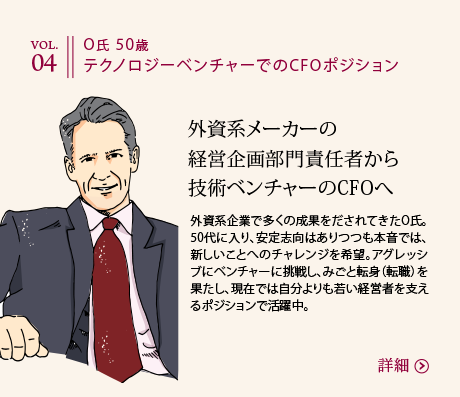 VOL.
04
O氏 50歳
テクノロジーベンチャーでのCFOポジション
外資系メーカーの
経営企画部門責任者から
技術ベンチャーのCFOへ
外資系企業で多くの成果をだされてきたO氏。
50代に入り、安定志向はありつつも本音では、
新しいことへのチャレンジを希望。アグレッシ
ブにベンチャーに挑戦し、みごと転身（転職）を
果たし、現在では自分よりも若い経営者を支え
るポジションで活躍中。
詳細